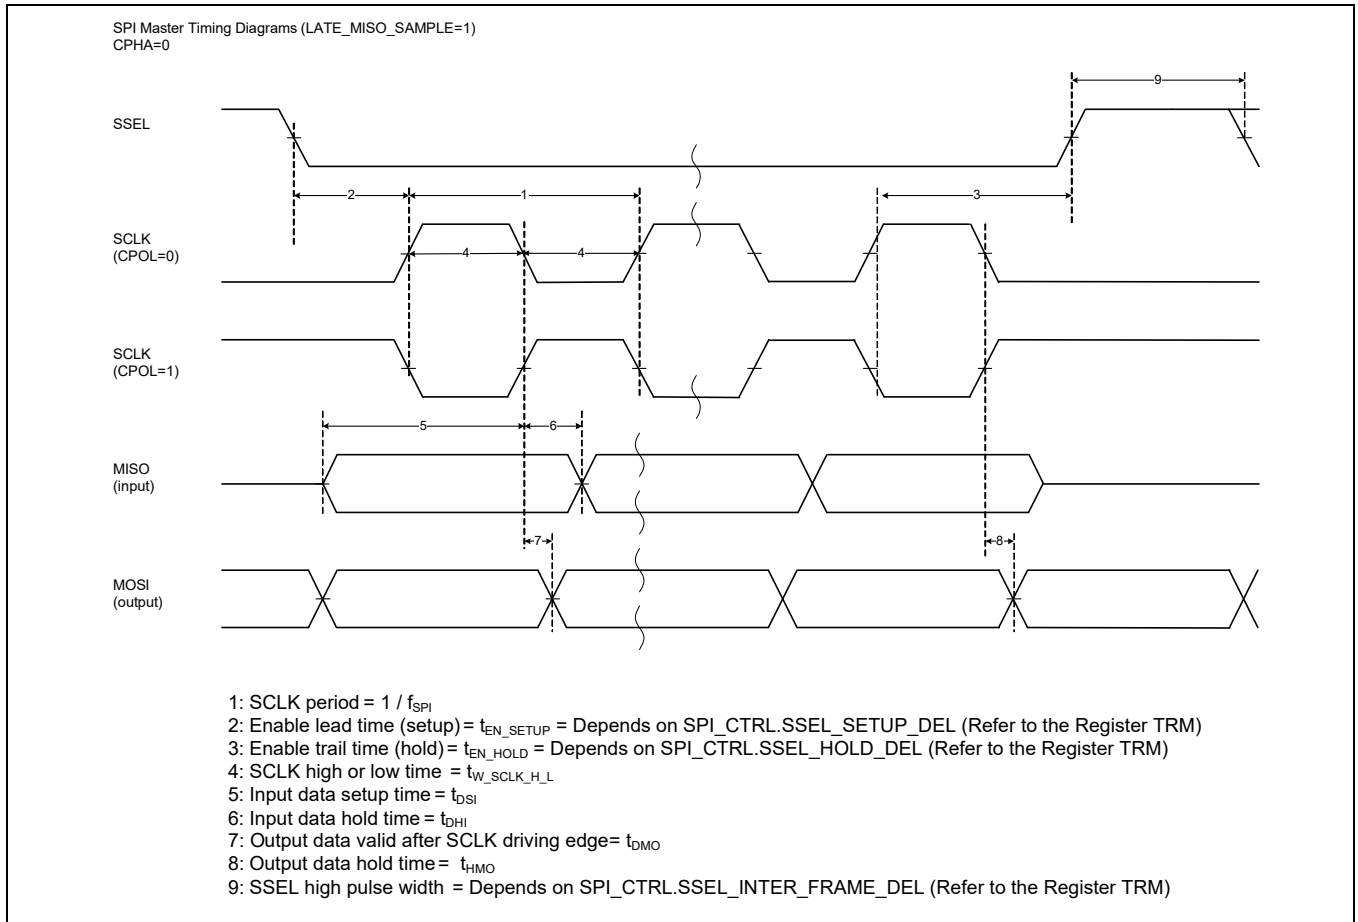 SPI Master Timing Diagrams (LATE_MISO_SAMPLE=1)
CPHA=0
9
SSEL
2
1
3
SCLK
(CPOL=0)
4
4
SCLK
(CPOL=1)
5
6
MISO
(input)
7
8
MOSI
(output)
1: SCLK period = 1 / fSPI
2: Enable lead time (setup) = tEN_SETUP = Depends on SPI_CTRL.SSEL_SETUP_DEL (Refer to the Register TRM)
3: Enable trail time (hold) = tEN_HOLD = Depends on SPI_CTRL.SSEL_HOLD_DEL (Refer to the Register TRM)
4: SCLK high or low time = tW_SCLK_H_L
5: Input data setup time = tDSI
6: Input data hold time = tDHI
7: Output data valid after SCLK driving edge= tDMO
8: Output data hold time = tHMO
9: SSEL high pulse width = Depends on SPI_CTRL.SSEL_INTER_FRAME_DEL (Refer to the Register TRM)